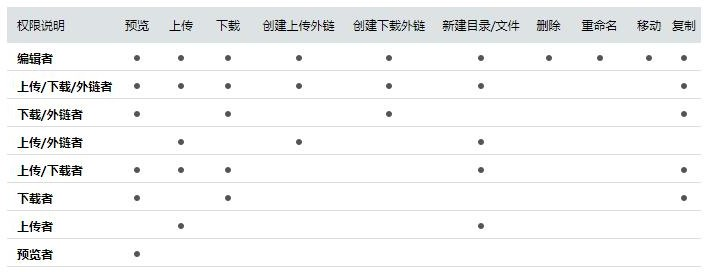 权限说明 预览 上传 下载 创建上传外链 创建下载外链 新建目录/文件 删除 重命名 移动 复制
编辑者 • • • • • • • • • •
上传/下载/外链者 • • • • • • •
下载/外链者 • • • •
上传/外链者 • • •
上传/下载者 • • • • •
下载者 • • •
上传者 • •
预览者 •